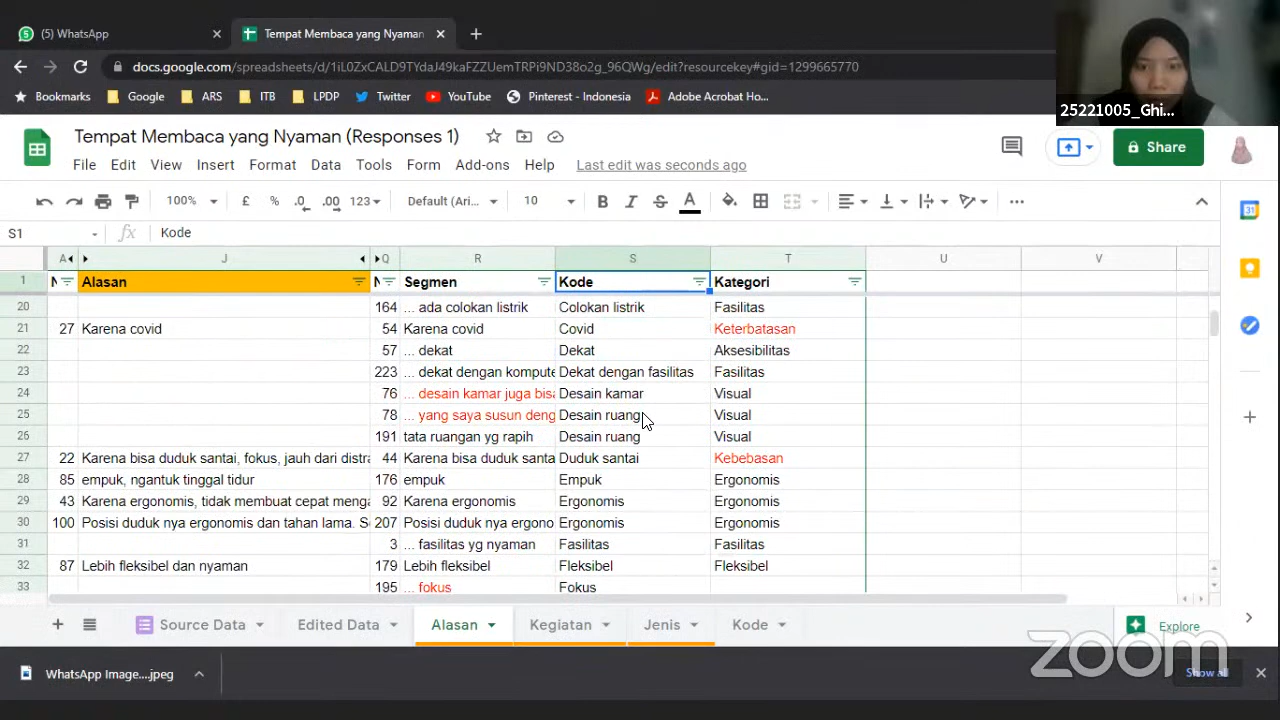 (5) WhatsApp
Tempat Membaca yang Nyaman
docs.google.com/spreadsheets/d/1iL0ZxCALD9TYdaJ49kaFZZUemTRPi9ND38o2g_96QWg/edit?resourcekey#gid=1299665770
Bookmarks Google ARS ITB LPDP Twitter YouTube Pinterest - Indonesia Adobe Acrobat Ho...
25221005_Ghi...
Tempat Membaca yang Nyaman (Responses 1)
Share
File Edit View Insert Format Data Tools Form Add-ons Help Last edit was seconds ago
100% £ % .0 .00 123 Default (Ari... 10 B I S A
S1 fx Kode
A J Q R S T U V
1 N Alasan N Segmen Kode Kategori
20 164 ... ada colokan listrik Colokan listrik Fasilitas
21 27 Karena covid 54 Karena covid Covid Keterbatasan
22 57 ... dekat Dekat Aksesibilitas
23 223 ... dekat dengan kompute Dekat dengan fasilitas Fasilitas
24 76 ... desain kamar juga bisa Desain kamar Visual
25 78 ... yang saya susun deng Desain ruang Visual
26 191 tata ruangan yg rapih Desain ruang Visual
27 22 Karena bisa duduk santai, fokus, jauh dari distra 44 Karena bisa duduk santa Duduk santai Kebebasan
28 85 empuk, ngantuk tinggal tidur 176 empuk Empuk Ergonomis
29 43 Karena ergonomis, tidak membuat cepat menga 92 Karena ergonomis Ergonomis Ergonomis
30 100 Posisi duduk nya ergonomis dan tahan lama. Se 207 Posisi duduk nya ergono Ergonomis Ergonomis
31 3 ... fasilitas yg nyaman Fasilitas Fasilitas
32 87 Lebih fleksibel dan nyaman 179 Lebih fleksibel Fleksibel Fleksibel
33 195 ... fokus Fokus
Source Data Edited Data Alasan Kegiatan Jenis Kode Explore
zoom
WhatsApp Image....jpeg Show all